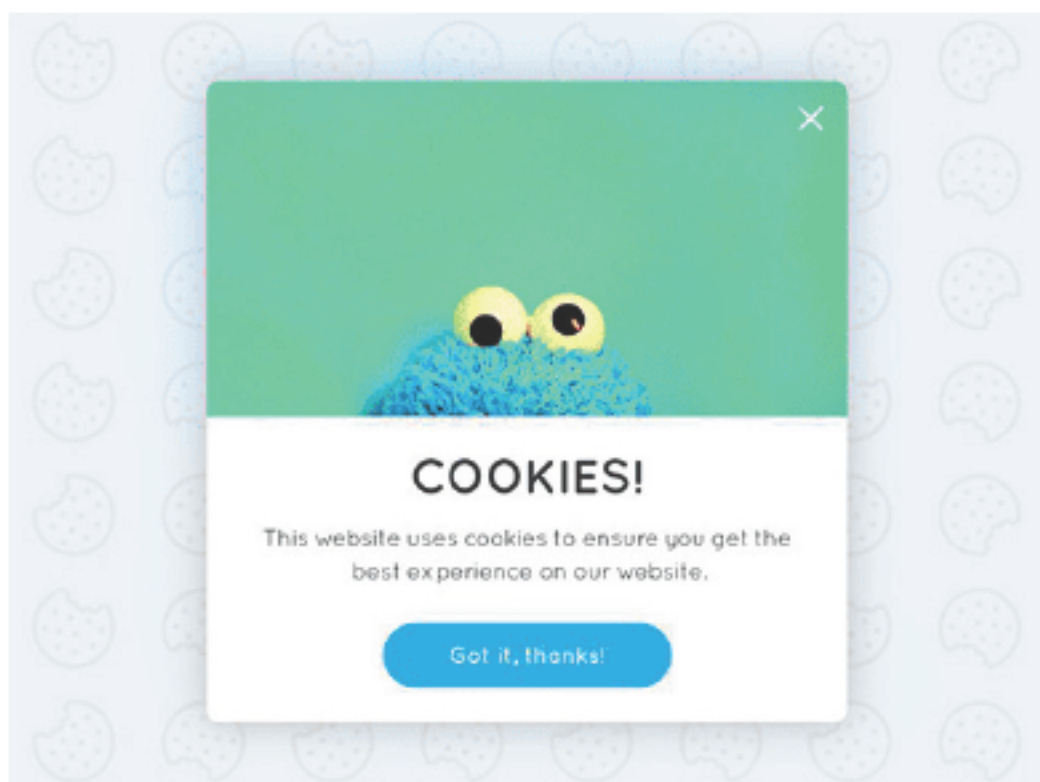 COOKIES!
This website uses cookies to ensure you get the
best experience on our website.
Got it, thanks!